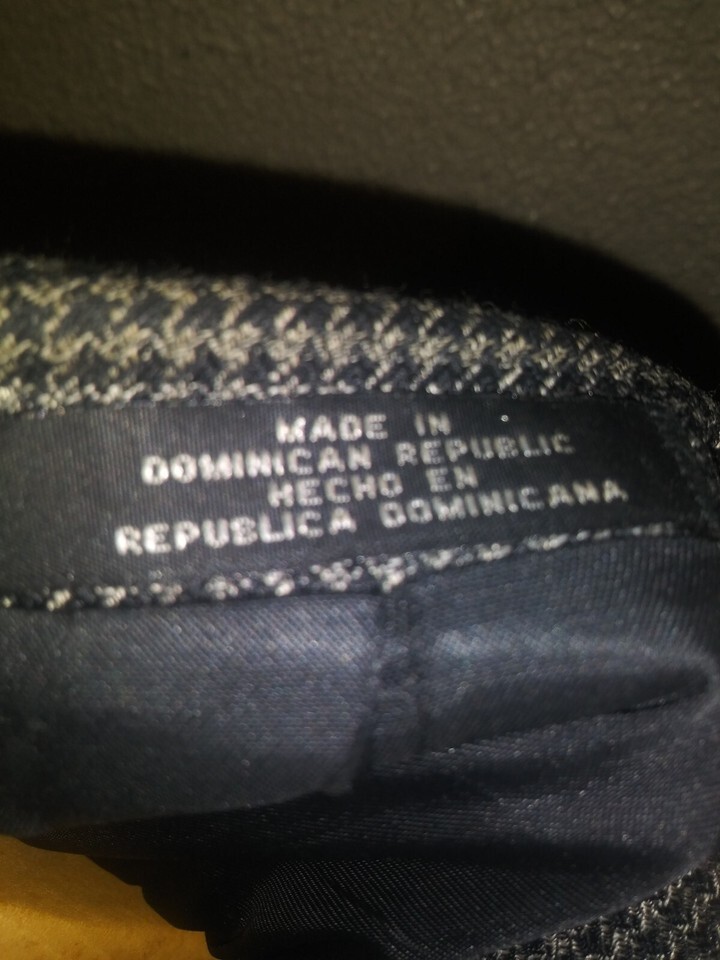 MADE IN
DOMINICAN REPUBLIC
HECHO EN
REPUBLICA DOMINICANA